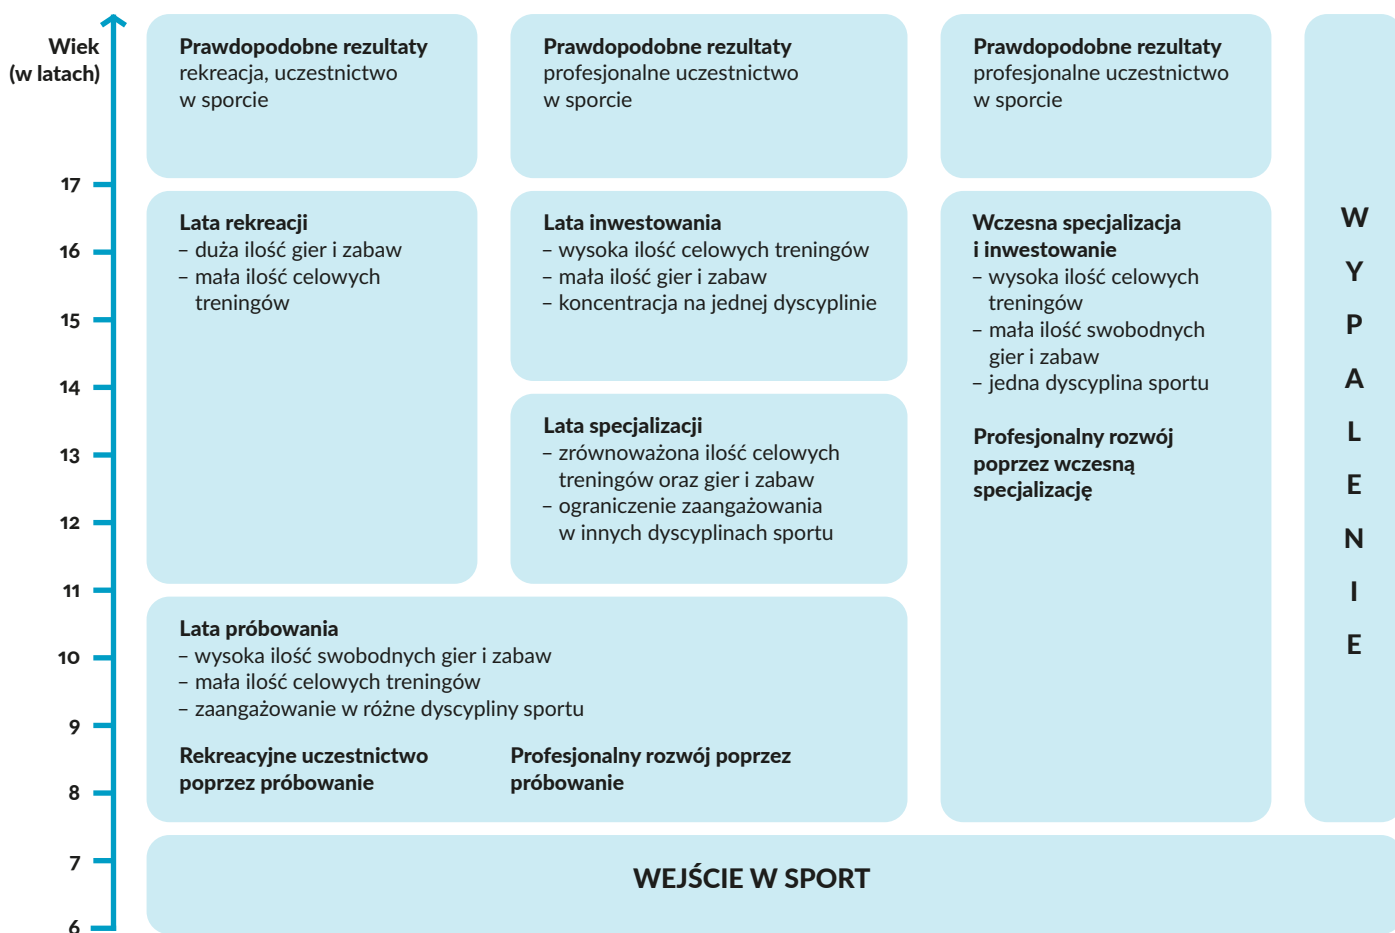 Wiek
(w latach)
17
16
15
14
13
12
11
10
9
8
7
6
Prawdopodobne rezultaty
rekreacja, uczestnictwo
w sporcie
Prawdopodobne rezultaty
profesjonalne uczestnictwo
w sporcie
Prawdopodobne rezultaty
profesjonalne uczestnictwo
w sporcie
Lata rekreacji
– duża ilość gier i zabaw
– mała ilość celowych
treningów
Lata inwestowania
– wysoka ilość celowych treningów
– mała ilość gier i zabaw
– koncentracja na jednej dyscyplinie
Lata specjalizacji
– zrównoważona ilość celowych
treningów oraz gier i zabaw
– ograniczenie zaangażowania
w innych dyscyplinach sportu
Wczesna specjalizacja
i inwestowanie
– wysoka ilość celowych
treningów
– mała ilość swobodnych
gier i zabaw
– jedna dyscyplina sportu
Profesjonalny rozwój
poprzez wczesną
specjalizację
Lata próbowania
– wysoka ilość swobodnych gier i zabaw
– mała ilość celowych treningów
– zaangażowanie w różne dyscypliny sportu
Rekreacyjne uczestnictwo
poprzez próbowanie
Profesjonalny rozwój poprzez
próbowanie
WYPALENIE
WEJŚCIE W SPORT